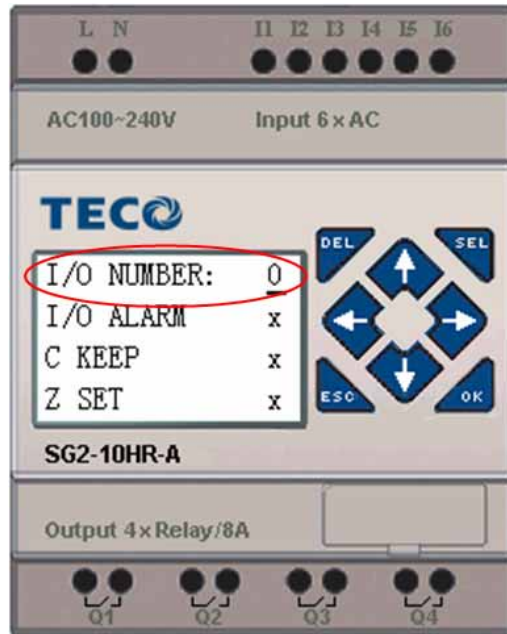 L N I1 I2 I3 I4 I5 I6
AC100~240V Input 6×AC
TECO
DEL SEL
I/O NUMBER: 0
I/O ALARM x
C KEEP x
Z SET x
ESC OK
SG2-10HR-A
Output 4×Relay/8A
Q1 Q2 Q3 Q4